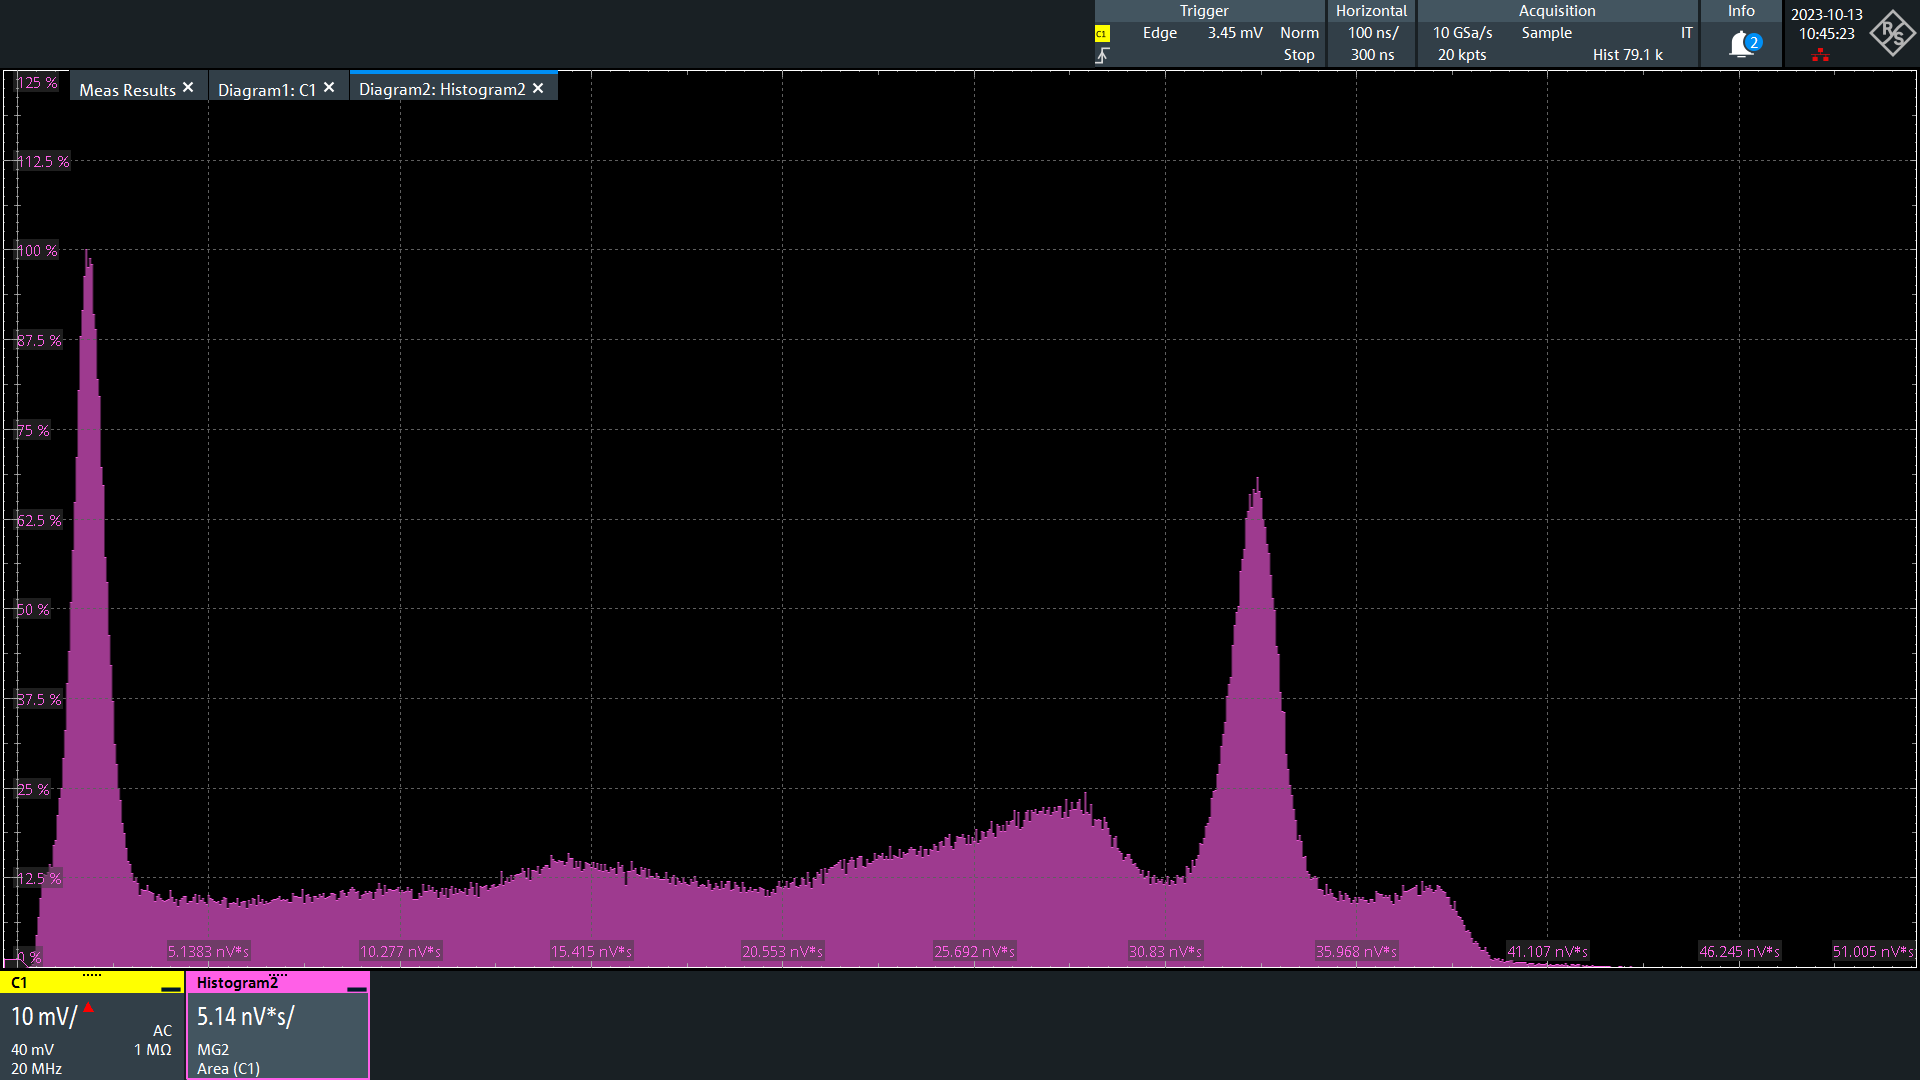 Trigger
C1 Edge 3.45 mV Norm
Stop
Horizontal
100 ns/
300 ns
Acquisition
10 GSa/s Sample IT
20 kpts Hist 79.1 k
Info
2
2023-10-13
10:45:23
R&S
Meas Results ✕
Diagram1: C1 ✕
Diagram2: Histogram2 ✕
125 %
112.5 %
100 %
87.5 %
75 %
62.5 %
50 %
37.5 %
25 %
12.5 %
0 %
5.1383 nV*s
10.277 nV*s
15.415 nV*s
20.553 nV*s
25.692 nV*s
30.83 nV*s
35.968 nV*s
41.107 nV*s
46.245 nV*s
51.005 nV*s
C1
10 mV/
AC
40 mV 1 MΩ
20 MHz
Histogram2
5.14 nV*s/
MG2
Area (C1)